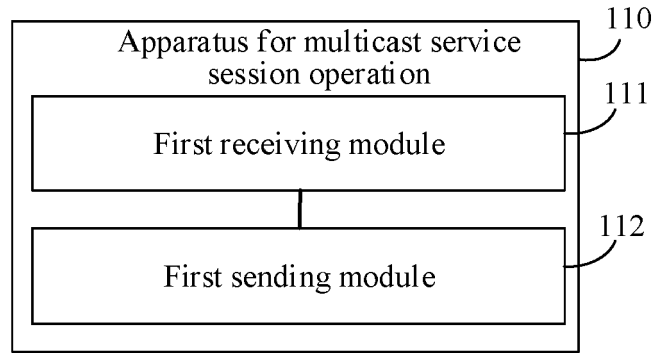 110
Apparatus for multicast service
session operation
111
First receiving module
112
First sending module